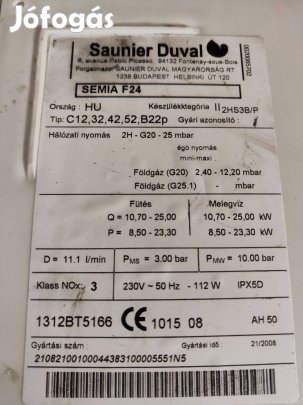 Jófogás
Saunier Duval
8, avenue Pablo Picasso, 94132 Fontenay-sous-Bois
Forgalmazó: SAUNIER DUVAL MAGYARORSZÁG RT
1238 BUDAPEST HELSINKI ÚT 120
SEMIA F24
Ország : HU Készülékkategória II2HS3B/P
Típ: C12,32,42,52,B22p Gyári azonosító :
Hálózati nyomás 2H - G20 - 25 mbar
égő nyomás
mini-maxi
Földgáz (G20) 2,40 - 12,20 mbar
Földgáz (G25.1) - mbar
Fűtés Melegvíz
Q = 10,70 - 25,00 10,70 - 25,00 kW
P = 8,50 - 23,30 8,50 - 23,30 kW
D = 11.1 l/min PMS = 3.00 bar PMW = 10.00 bar
Klass NOx: 3 230V ~ 50 Hz - 112 W IPX5D
1312BT5166 CE 1015 08 AH 50
Gyártási szám Gyártási idő : 21/2008
21082100100044383100005551N5